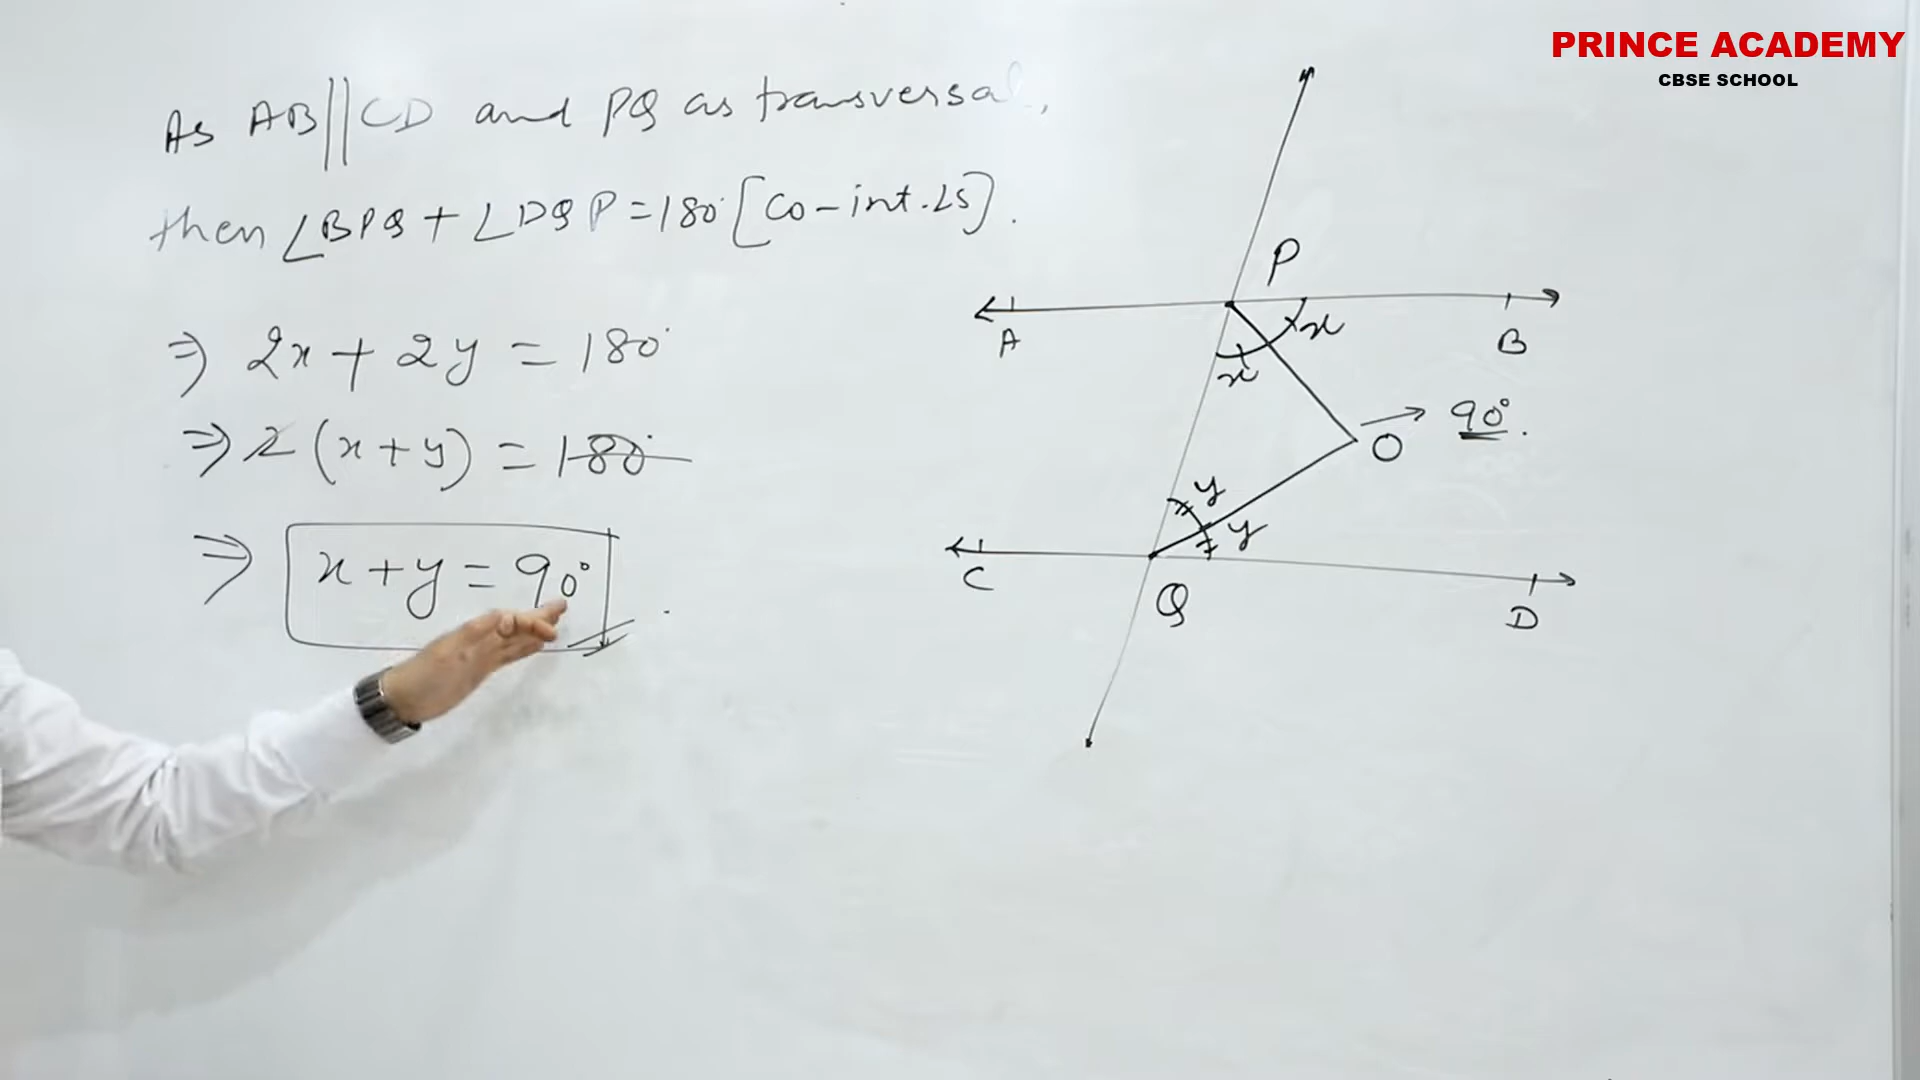 PRINCE ACADEMY
CBSE SCHOOL
As AB||CD and PQ as transversal,
then ∠BPQ + ∠DQP = 180° [Co-int.∠s].
⇒ 2x + 2y = 180°
⇒ 2(x+y) = 180°
⇒ x+y = 90°
P
A
x
B
x
O
90°.
y
y
C
Q
D